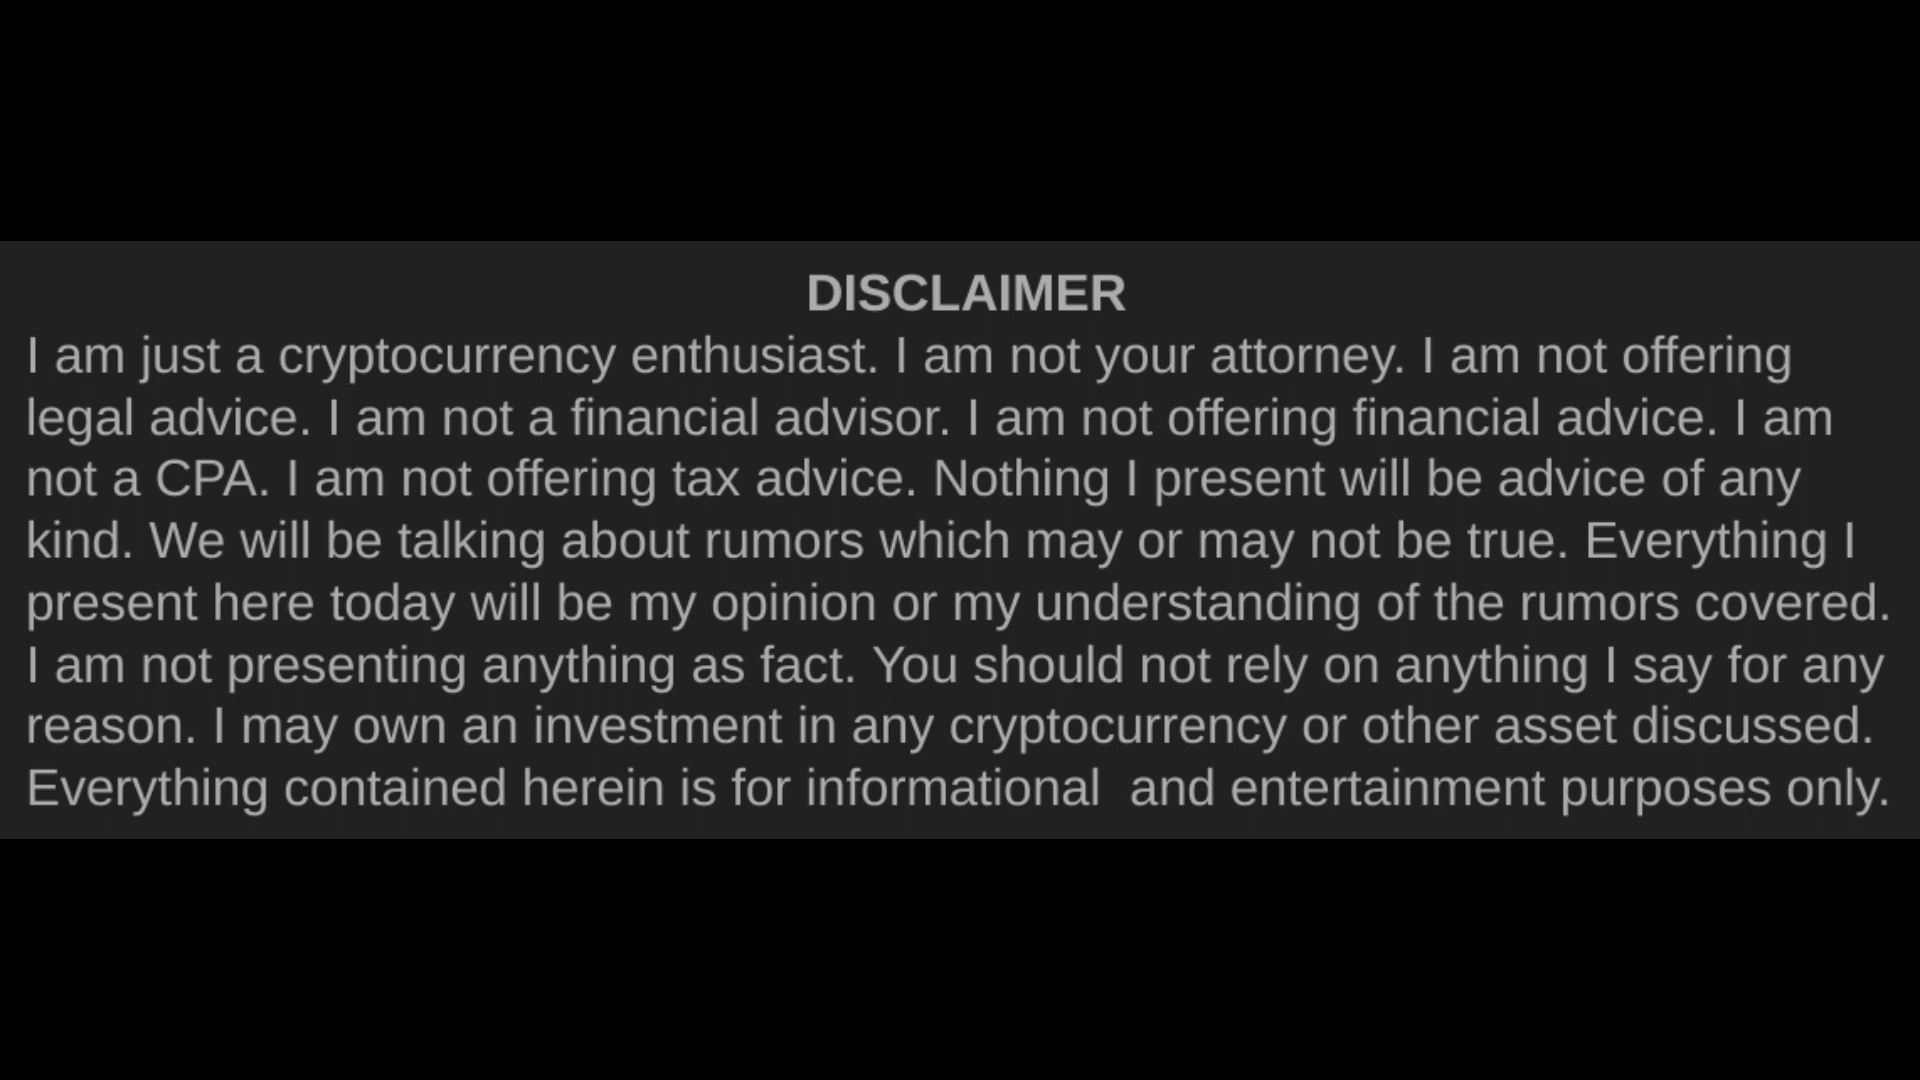 DISCLAIMER
I am just a cryptocurrency enthusiast. I am not your attorney. I am not offering
legal advice. I am not a financial advisor. I am not offering financial advice. I am
not a CPA. I am not offering tax advice. Nothing I present will be advice of any
kind. We will be talking about rumors which may or may not be true. Everything I
present here today will be my opinion or my understanding of the rumors covered.
I am not presenting anything as fact. You should not rely on anything I say for any
reason. I may own an investment in any cryptocurrency or other asset discussed.
Everything contained herein is for informational  and entertainment purposes only.